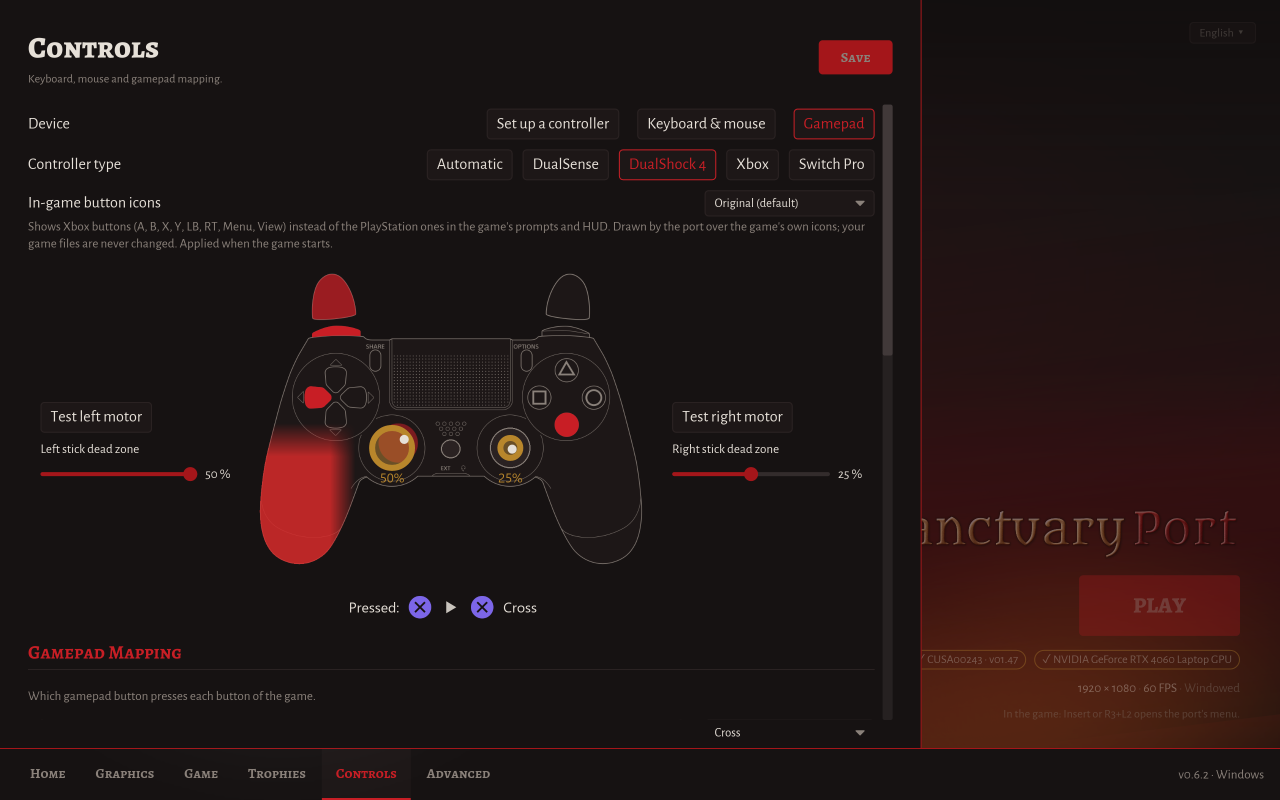 Controls
Keyboard, mouse and gamepad mapping.
Save
English
Device
Set up a controller
Keyboard & mouse
Gamepad
Controller type
Automatic
DualSense
DualShock 4
Xbox
Switch Pro
In-game button icons
Original (default)
Shows Xbox buttons (A, B, X, Y, LB, RT, Menu, View) instead of the PlayStation ones in the game's prompts and HUD. Drawn by the port over the game's own icons; your
game files are never changed. Applied when the game starts.
SHARE
OPTIONS
Test left motor
Left stick dead zone
50 %
Test right motor
Right stick dead zone
25 %
EXT
50%
25%
Pressed:
Cross
Gamepad Mapping
Which gamepad button presses each button of the game.
Cross
anctuary Port
PLAY
✓ CUSA00243 · v01.47
✓ NVIDIA GeForce RTX 4060 Laptop GPU
1920 × 1080 · 60 FPS · Windowed
In the game: Insert or R3+L2 opens the port's menu.
Home
Graphics
Game
Trophies
Controls
Advanced
v0.6.2 · Windows